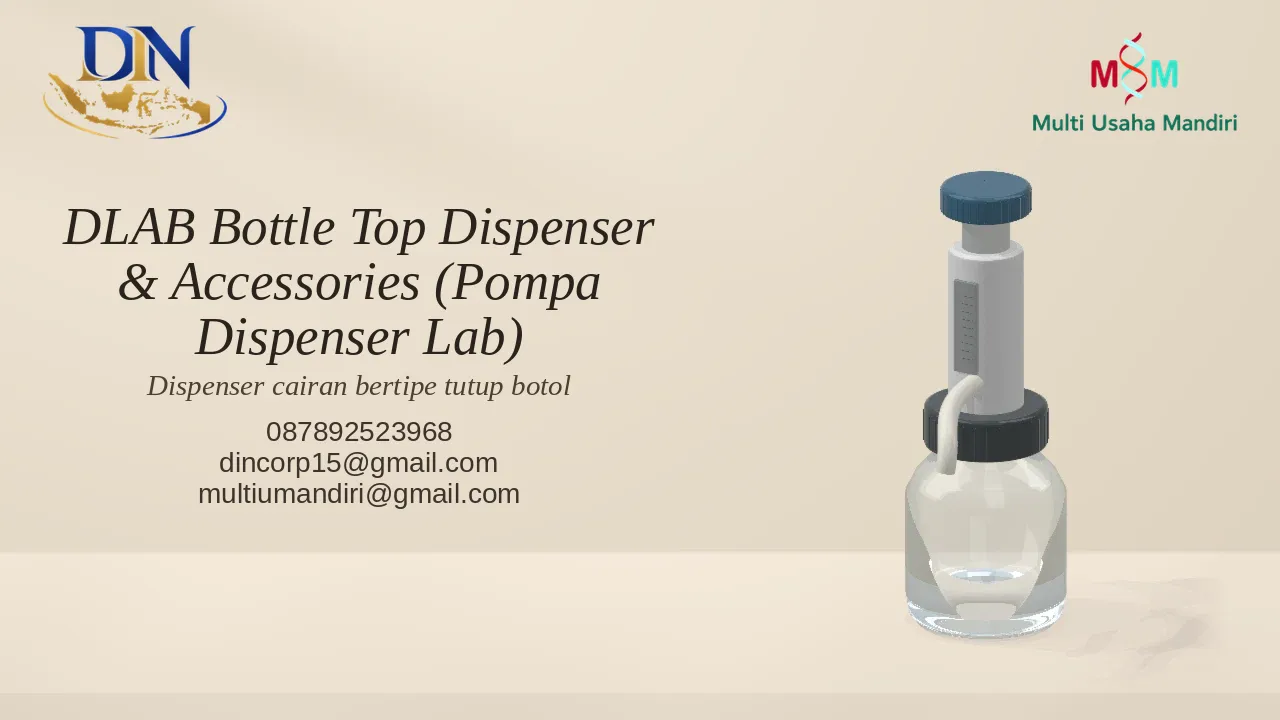 DN
M M
Multi Usaha Mandiri
DLAB Bottle Top Dispenser
& Accessories (Pompa
Dispenser Lab)
Dispenser cairan bertipe tutup botol
087892523968
dincorp15@gmail.com
multiumandiri@gmail.com